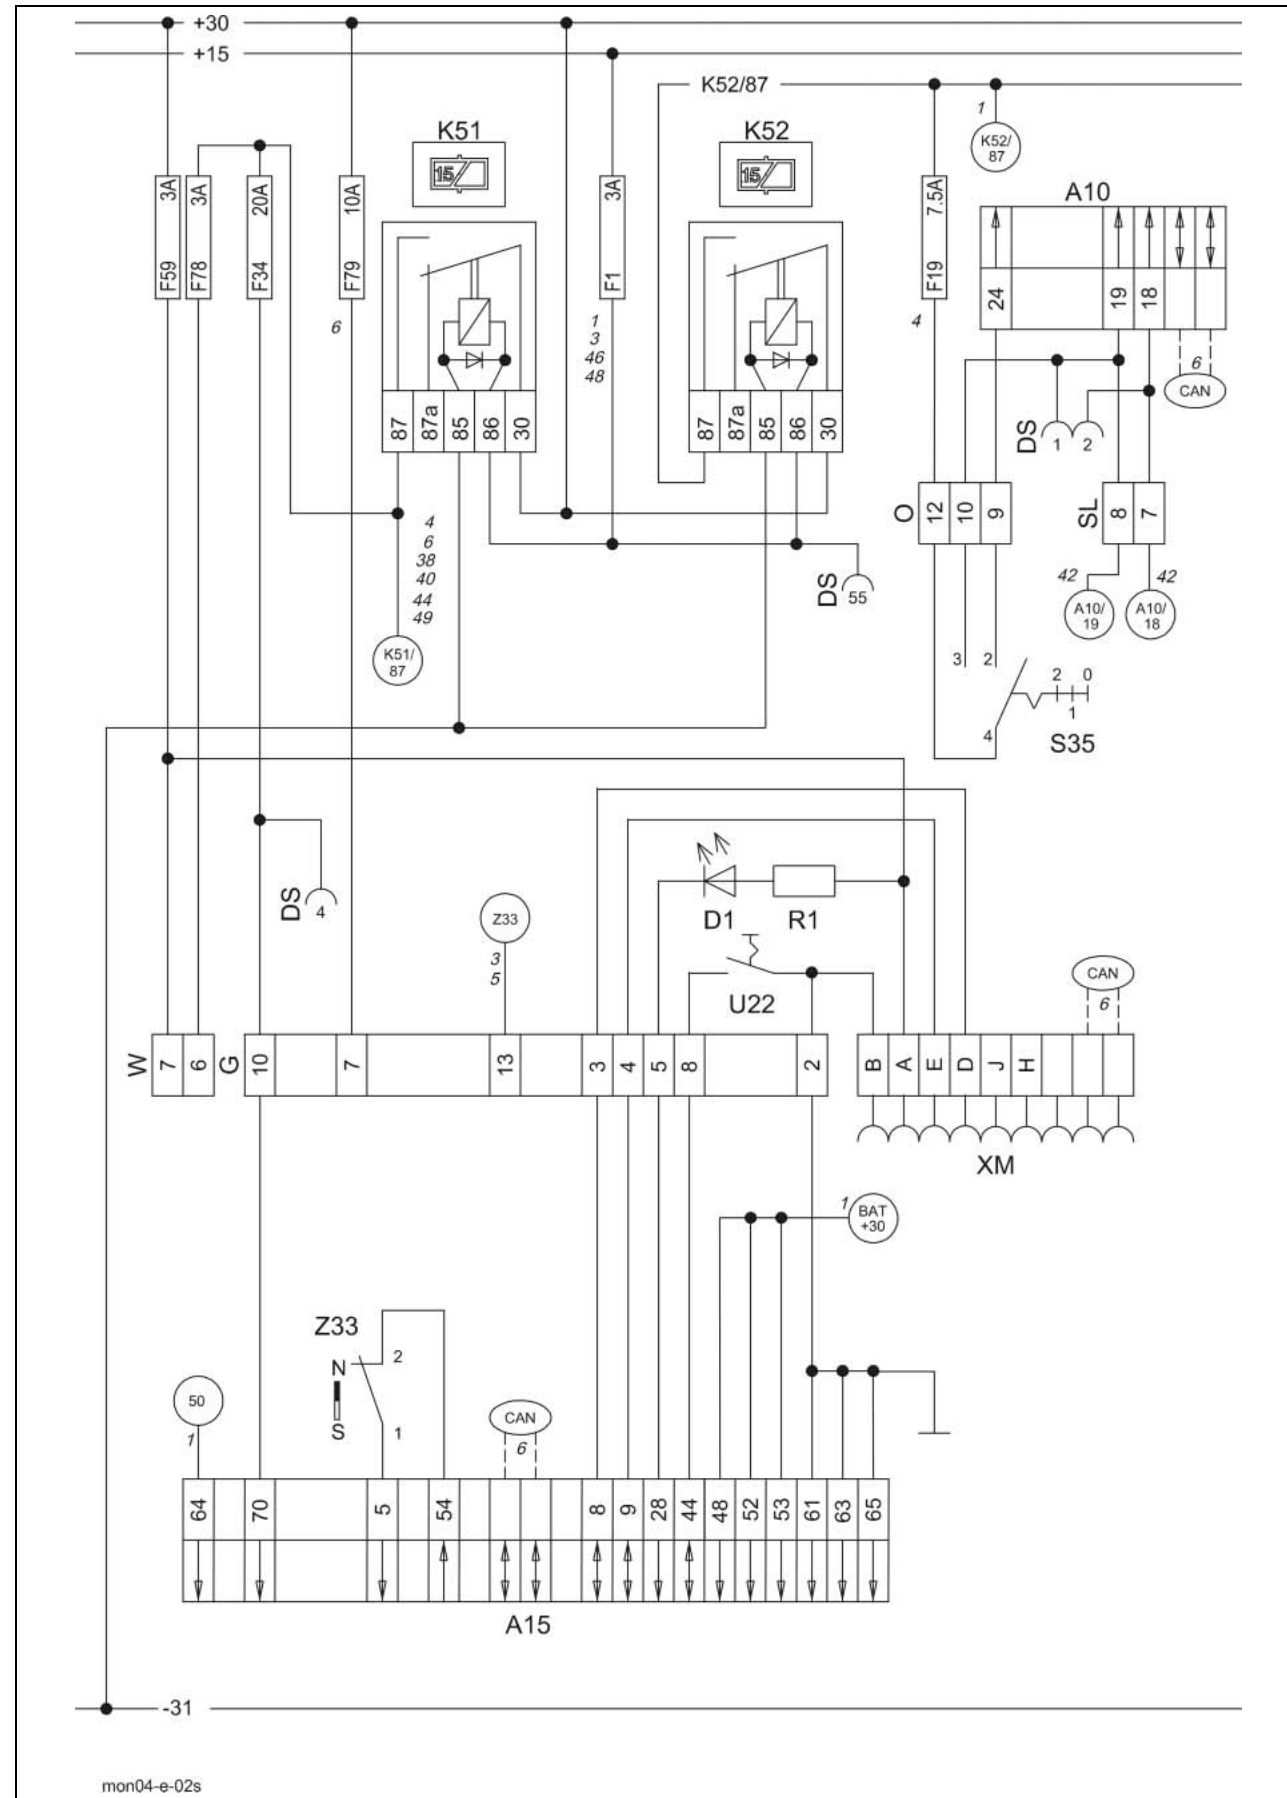 +30
+15
K52/87
1
K51
K52
K52/
87
15
15
A10
3A
3A
20A
10A
3A
7.5A
F59
F78
F34
F79
F1
F19
24
19
18
6
1
3
46
48
4
6
CAN
87
87a
85
86
30
87
87a
85
86
30
DS
1
2
O
12
10
9
SL
8
7
4
6
38
40
44
49
DS
55
42
42
A10/
19
A10/
18
K51/
87
3
2
2
0
1
4
S35
DS
4
Z33
D1
R1
3
5
CAN
6
U22
W
7
6
G
10
7
13
3
4
5
8
2
B
A
E
D
J
H
XM
1
BAT
+30
Z33
N
S
2
1
50
1
CAN
6
64
70
5
54
8
9
28
44
48
52
53
61
63
65
A15
-31
mon04-e-02s